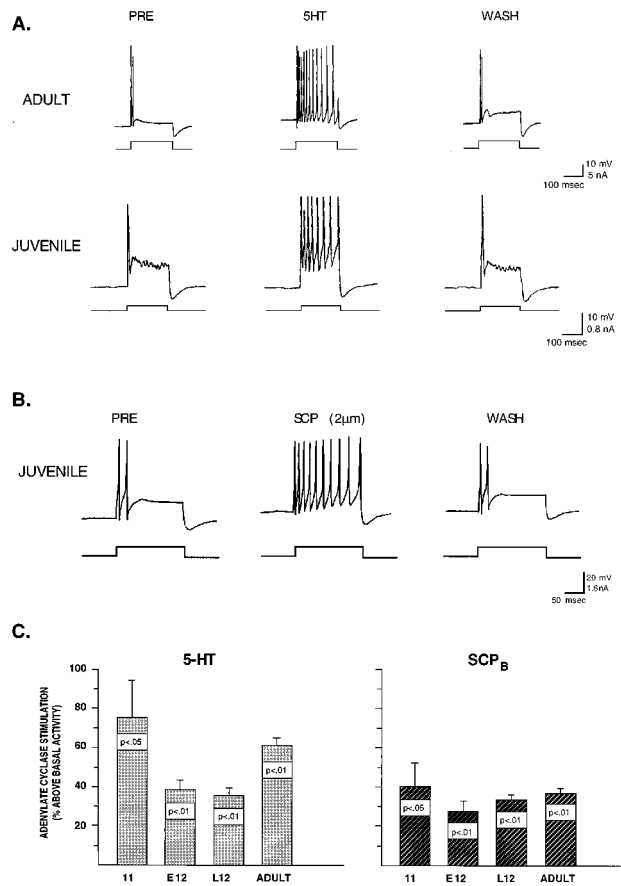 A.
PRE 5HT WASH
ADULT
10 mV
5 nA
100 msec
JUVENILE
10 mV
0.8 nA
100 msec
B.
PRE SCP (2µm) WASH
JUVENILE
20 mV
1.6nA
50 msec
C.
5-HT SCPB
ADENYLATE CYCLASE STIMULATION
(% ABOVE BASAL ACTIVITY)
100
80
60
40
20
p<.05 p<.01 p<.01 p<.01
p<.05 p<.01 p<.01 p<.01
11 E12 L12 ADULT 11 E12 L12 ADULT